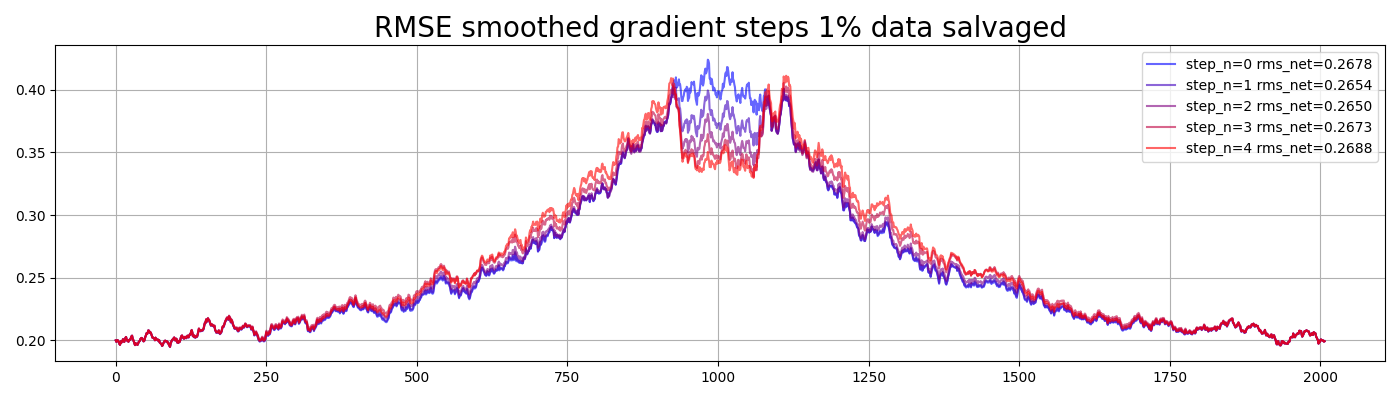 RMSE smoothed gradient steps 1% data salvaged
0.40
0.35
0.30
0.25
0.20
step_n=0 rms_net=0.2678
step_n=1 rms_net=0.2654
step_n=2 rms_net=0.2650
step_n=3 rms_net=0.2673
step_n=4 rms_net=0.2688
0 250 500 750 1000 1250 1500 1750 2000